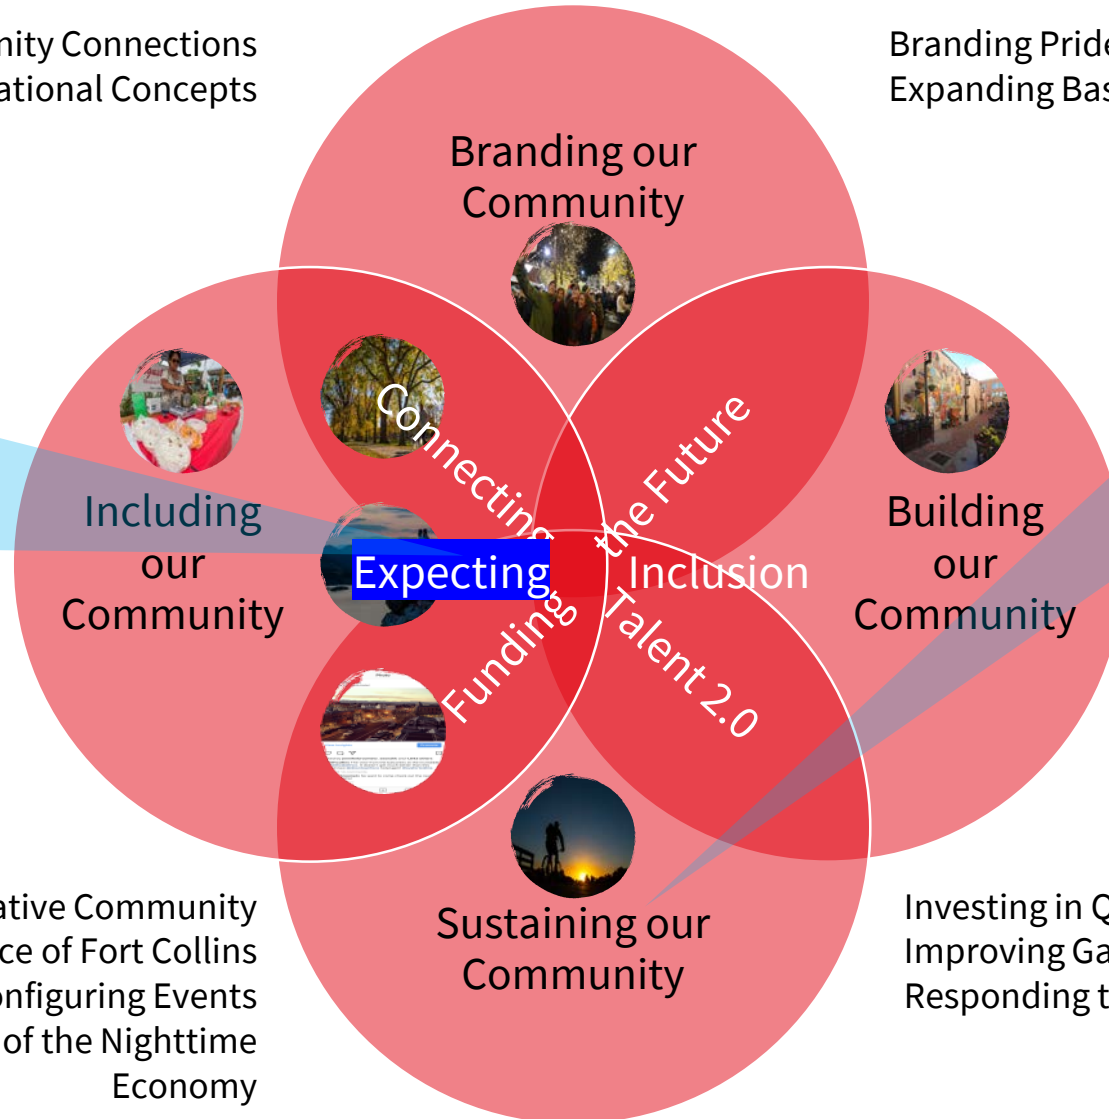 nity Connections
ational Concepts
Branding Pride
Expanding Bas
Branding our
Community
Including
our
Community
Connecting
the Future
Building
our
Community
Expecting
Inclusion
Funding
Talent 2.0
Sustaining our
Community
ative Community
ce of Fort Collins
onfiguring Events
of the Nighttime
Economy
Investing in Q
Improving Ga
Responding t